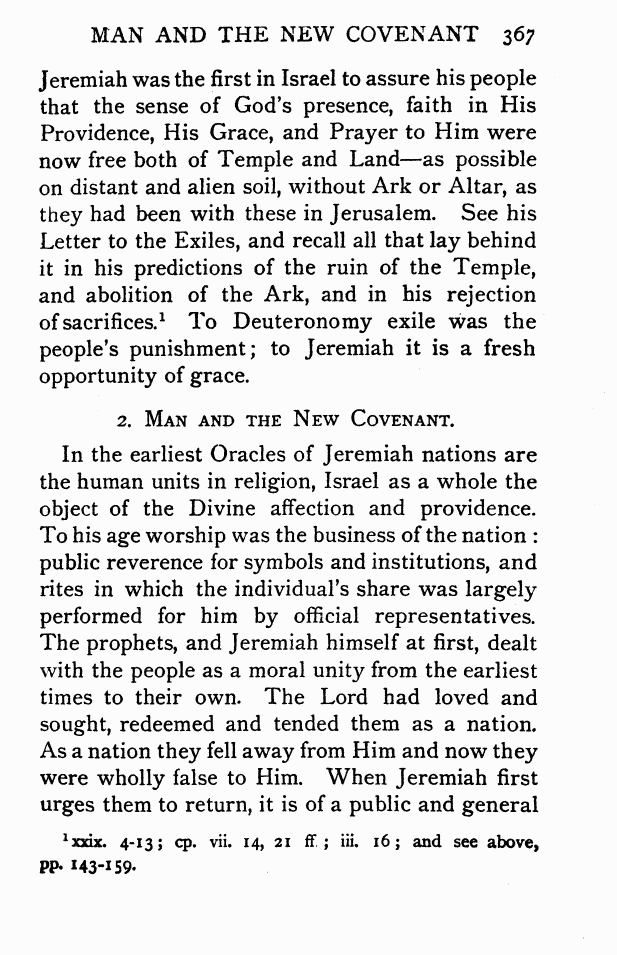 MAN AND THE NEW COVENANT 367
Jeremiah was the first in Israel to assure his people
that the sense of God's presence, faith in His
Providence, His Grace, and Prayer to Him were
now free both of Temple and Land—as possible
on distant and alien soil, without Ark or Altar, as
they had been with these in Jerusalem. See his
Letter to the Exiles, and recall all that lay behind
it in his predictions of the ruin of the Temple,
and abolition of the Ark, and in his rejection
of sacrifices.¹ To Deuteronomy exile was the
people's punishment; to Jeremiah it is a fresh
opportunity of grace.
2. MAN AND THE NEW COVENANT.
In the earliest Oracles of Jeremiah nations are
the human units in religion, Israel as a whole the
object of the Divine affection and providence.
To his age worship was the business of the nation :
public reverence for symbols and institutions, and
rites in which the individual's share was largely
performed for him by official representatives.
The prophets, and Jeremiah himself at first, dealt
with the people as a moral unity from the earliest
times to their own. The Lord had loved and
sought, redeemed and tended them as a nation.
As a nation they fell away from Him and now they
were wholly false to Him. When Jeremiah first
urges them to return, it is of a public and general
¹ xxix. 4-13; cp. vii. 14, 21 ff.; iii. 16; and see above,
pp. 143-159.